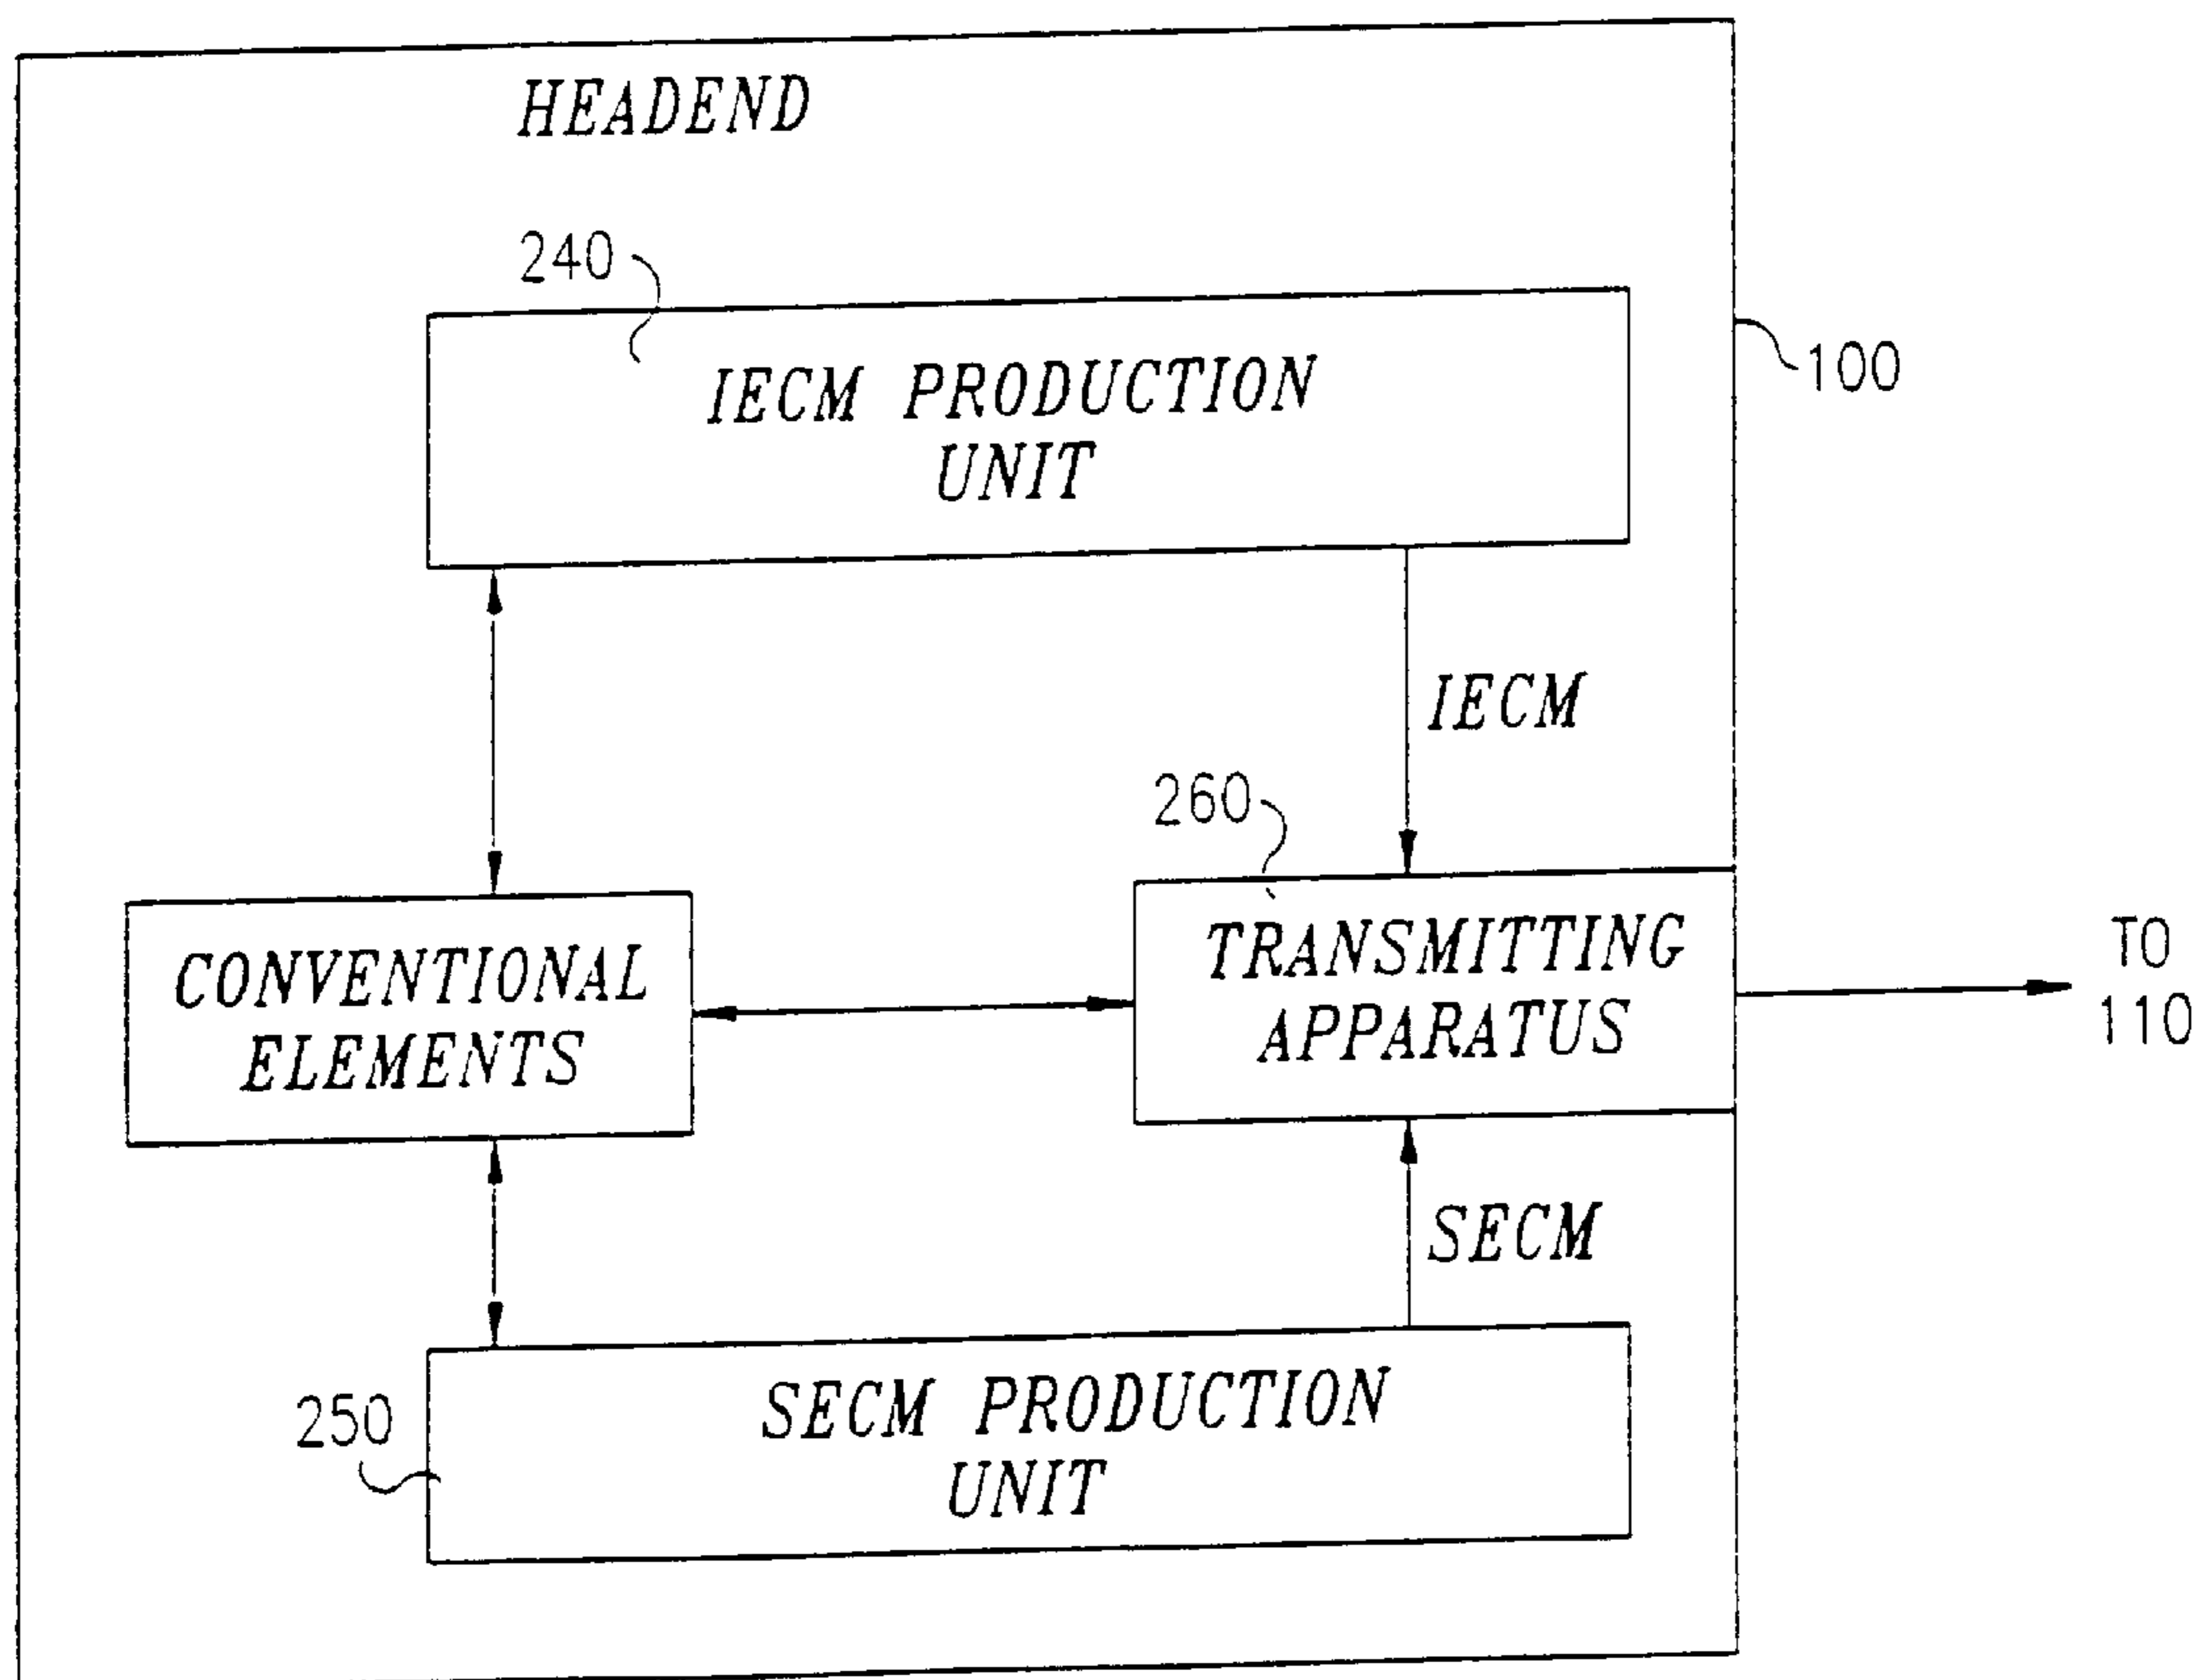 HEADEND
240
IECM PRODUCTION
UNIT
100
IECM
260
CONVENTIONAL
ELEMENTS
TRANSMITTING
APPARATUS
TO
110
SECM
250
SECM PRODUCTION
UNIT